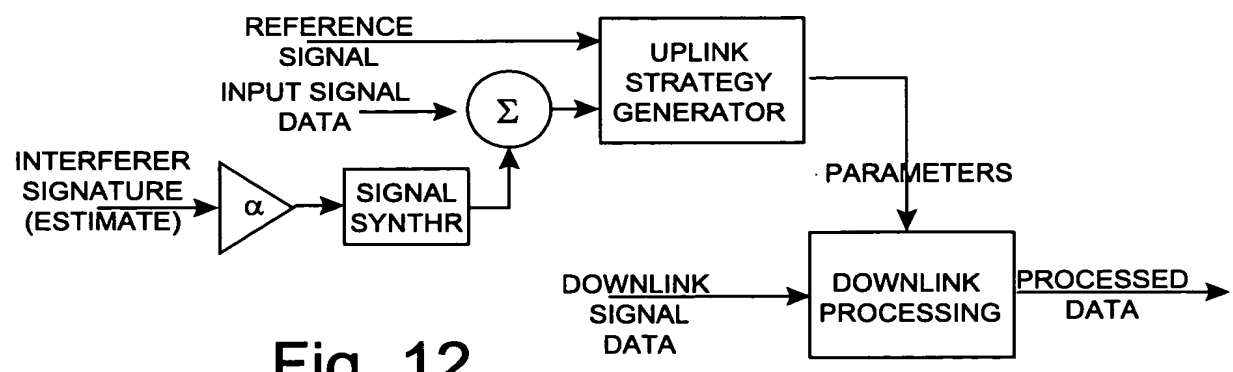 REFERENCE
SIGNAL
INPUT SIGNAL
DATA
Σ
UPLINK
STRATEGY
GENERATOR
INTERFERER
SIGNATURE
(ESTIMATE)
α
SIGNAL
SYNTHR
PARAMETERS
DOWNLINK
SIGNAL
DATA
DOWNLINK
PROCESSING
PROCESSED
DATA
Fig. 12